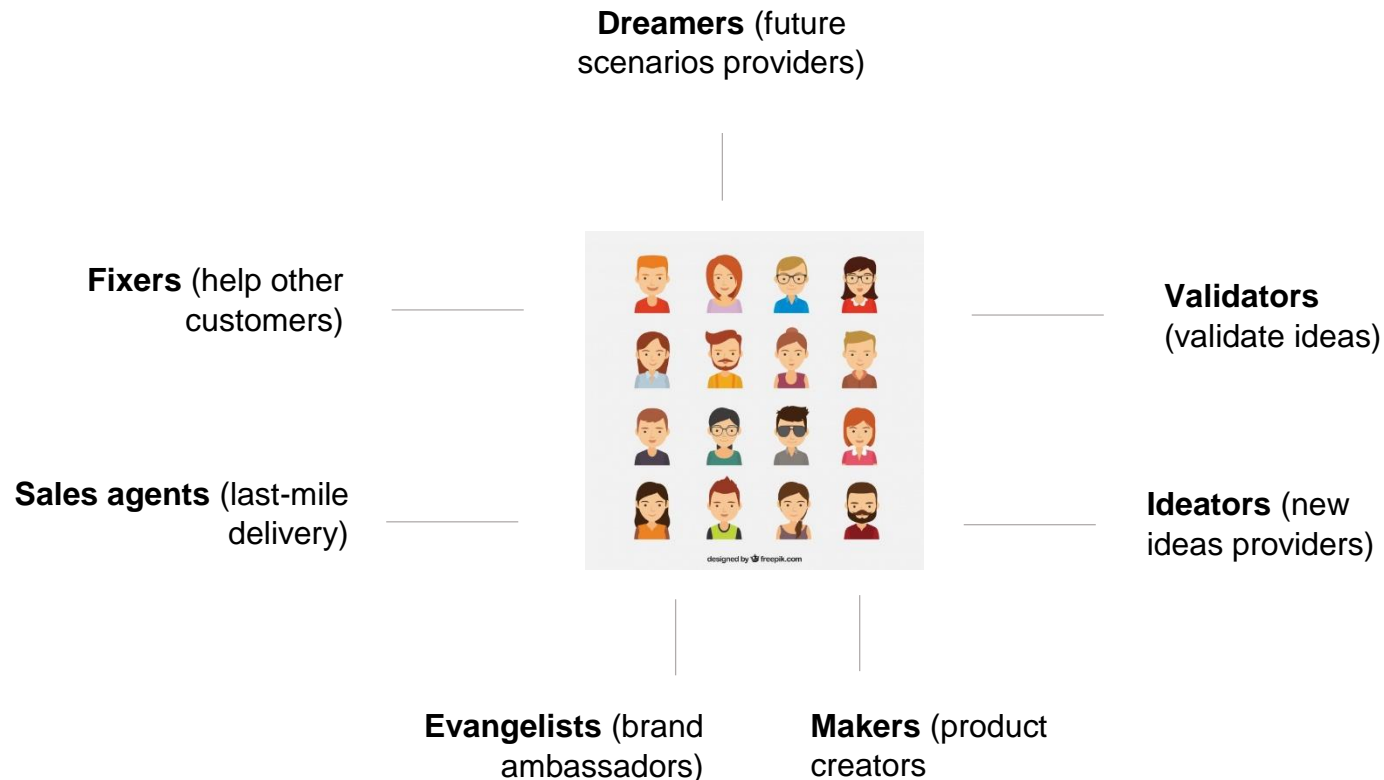 Dreamers (future
scenarios providers)
Fixers (help other
customers)
Validators
(validate ideas)
Sales agents (last-mile
delivery)
Ideators (new
ideas providers)
designed by freepik.com
Evangelists (brand
ambassadors)
Makers (product
creators